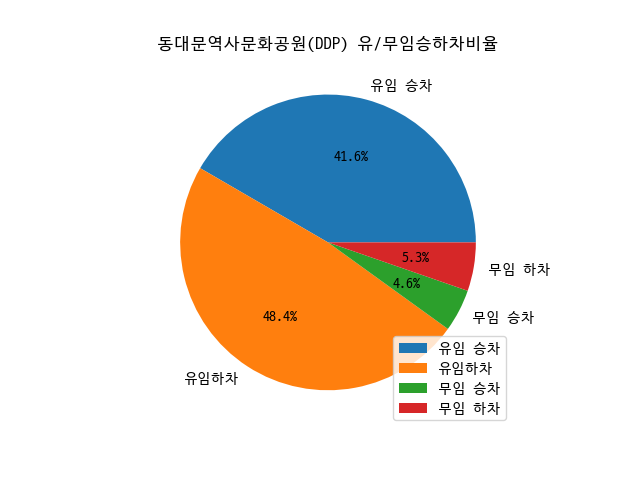 동대문역사문화공원(DDP) 유/무임승하차비율
유임 승차
41.6%
5.3%
무임 하차
4.6%
48.4%
무임 승차
유임하차
유임 승차
유임하차
무임 승차
무임 하차